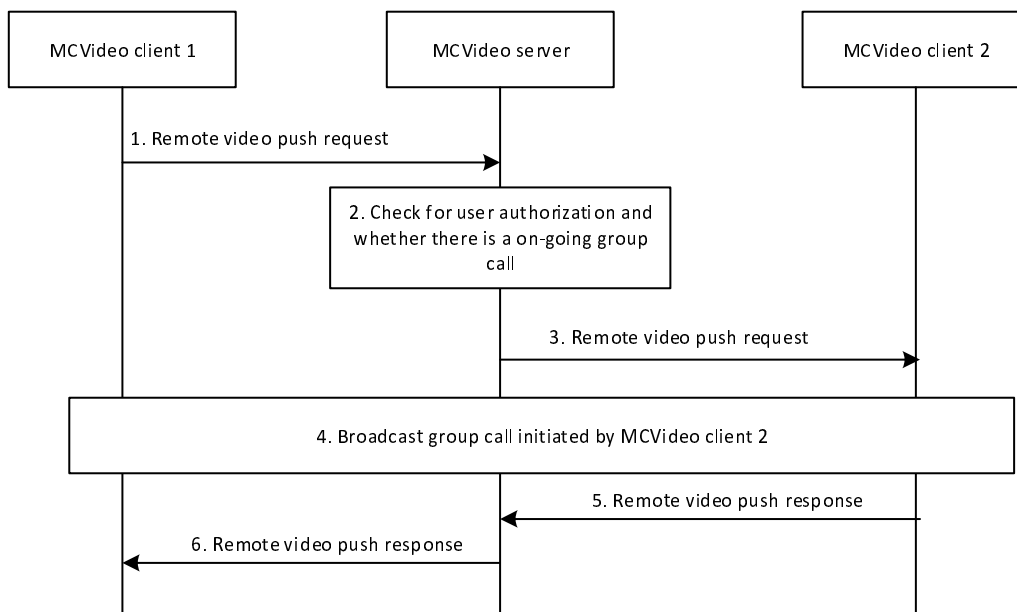 MCVideo client 1
MCVideo server
MCVideo client 2
1. Remote video push request
2. Check for user authorization and
whether there is a on-going group
call
3. Remote video push request
4. Broadcast group call initiated by MCVideo client 2
5. Remote video push response
6. Remote video push response